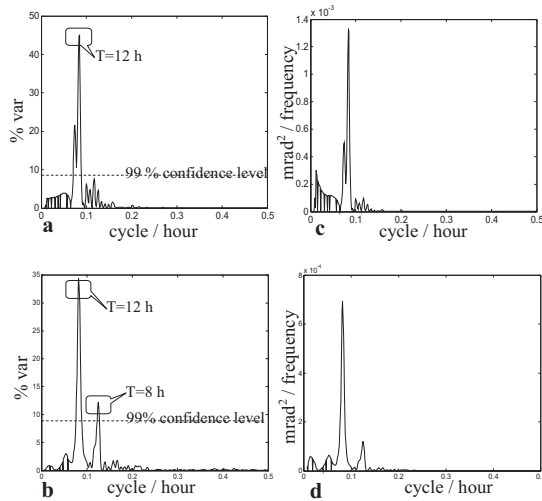 50
40
30
20
10
0
% var
T=12 h
99 % confidence level
0 0.1 0.2 0.3 0.4 0.5
cycle / hour
a
x 10⁻³
1.4
1.2
1
0.8
0.6
0.4
0.2
0
mrad² / frequency
0 0.1 0.2 0.3 0.4 0.5
cycle / hour
c
35
30
25
20
15
10
5
0
% var
T=12 h
T=8 h
99% confidence level
0 0.1 0.2 0.3 0.4 0.5
cycle / hour
b
x 10⁻⁴
8
7
6
5
4
3
2
1
0
mrad² / frequency
0 0.1 0.2 0.3 0.4 0.5
cycle / hour
d